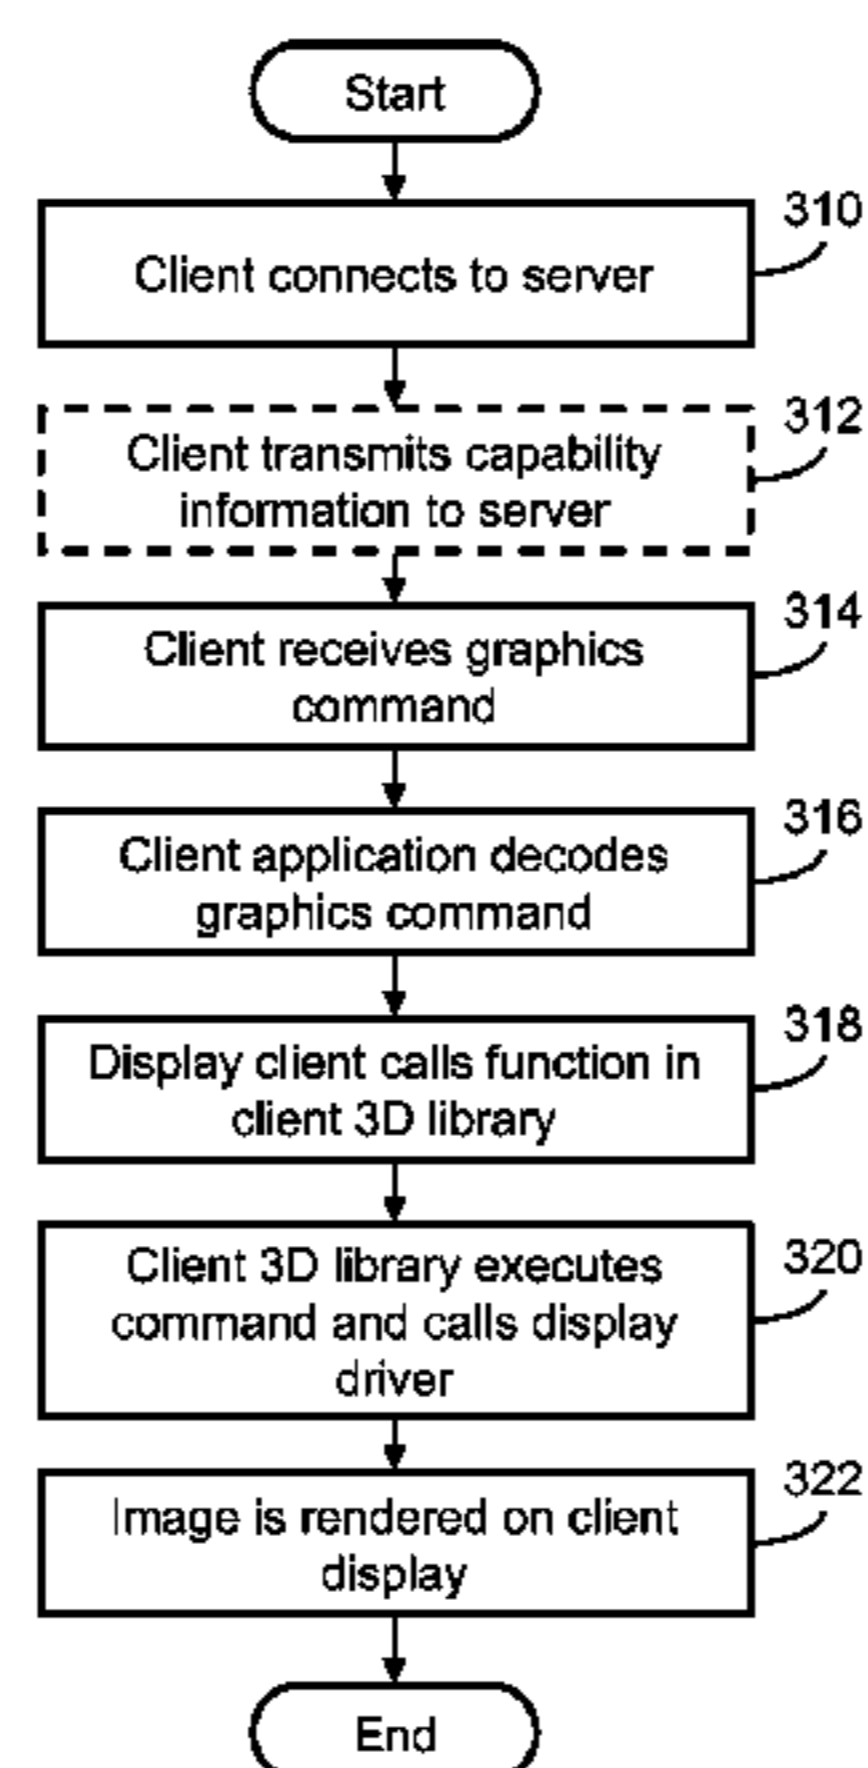 Start
310
Client connects to server
312
Client transmits capability
information to server
314
Client receives graphics
command
316
Client application decodes
graphics command
318
Display client calls function in
client 3D library
320
Client 3D library executes
command and calls display
driver
322
Image is rendered on client
display
End